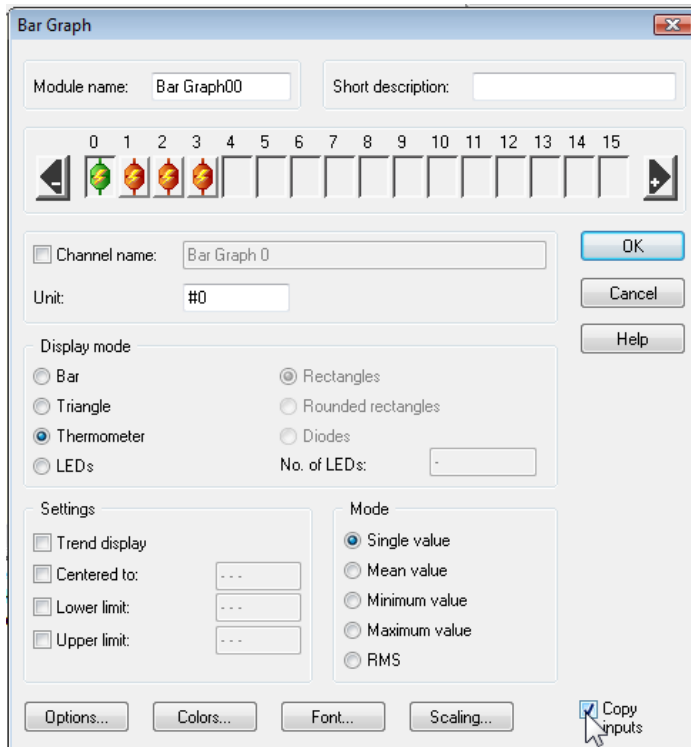 Bar Graph
Module name: Bar Graph00 Short description:
0 1 2 3 4 5 6 7 8 9 10 11 12 13 14 15
- +
Channel name: Bar Graph 0
OK
Unit: #0
Cancel
Help
Display mode
Bar Rectangles
Triangle Rounded rectangles
Thermometer Diodes
LEDs No. of LEDs: -
Settings
Trend display
Centered to: - - -
Lower limit: - - -
Upper limit: - - -
Mode
Single value
Mean value
Minimum value
Maximum value
RMS
Options... Colors... Font... Scaling... Copy
inputs